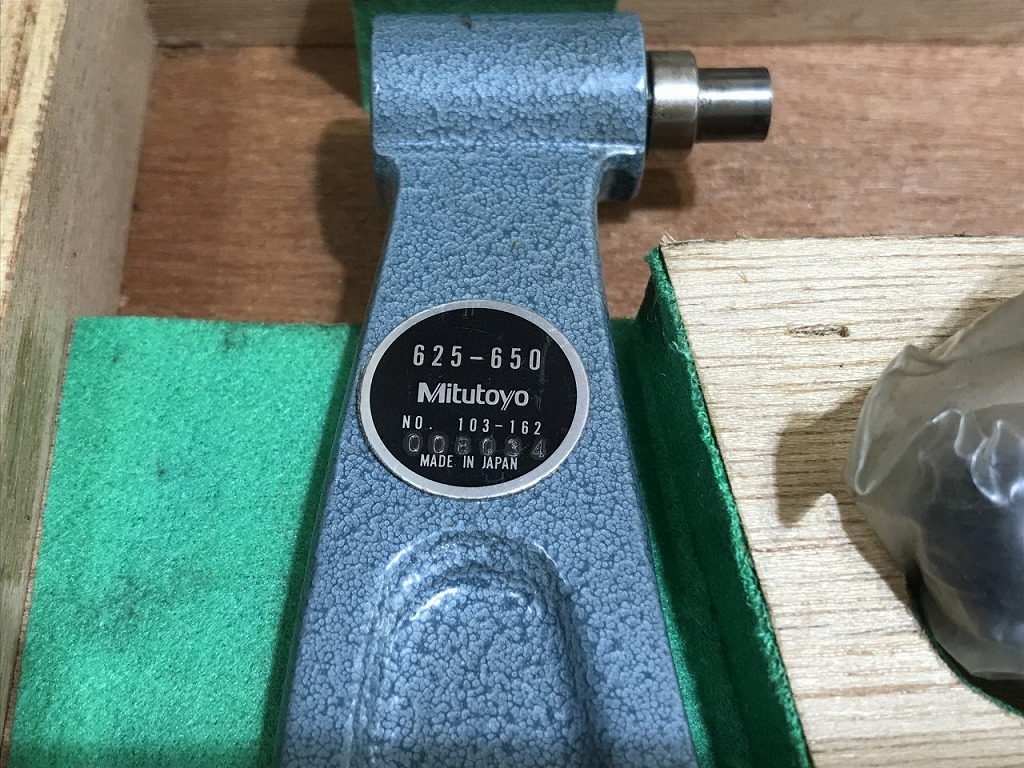 625-650
Mitutoyo
NO. 103-162
008034
MADE IN JAPAN